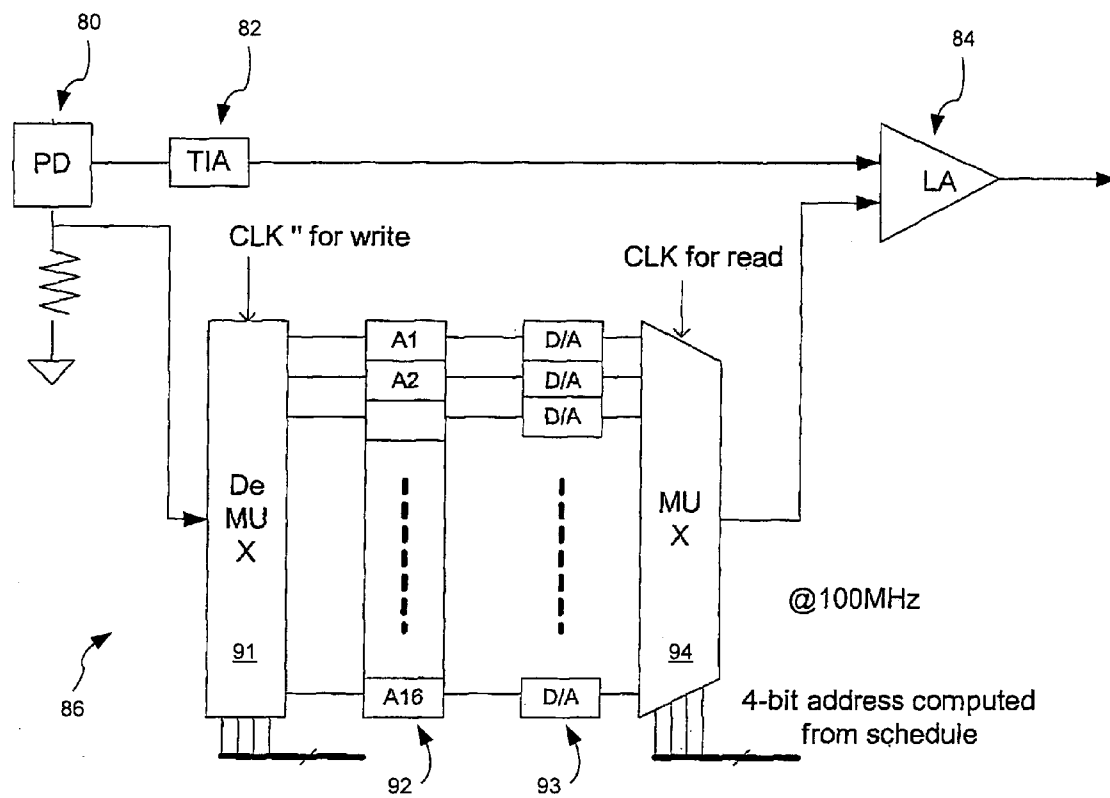 80
82
84
PD
TIA
LA
CLK " for write
CLK for read
A1
D/A
A2
D/A
D/A
De
MU
X
MU
X
@100MHz
91
94
86
A16
D/A
4-bit address computed
from schedule
92
93